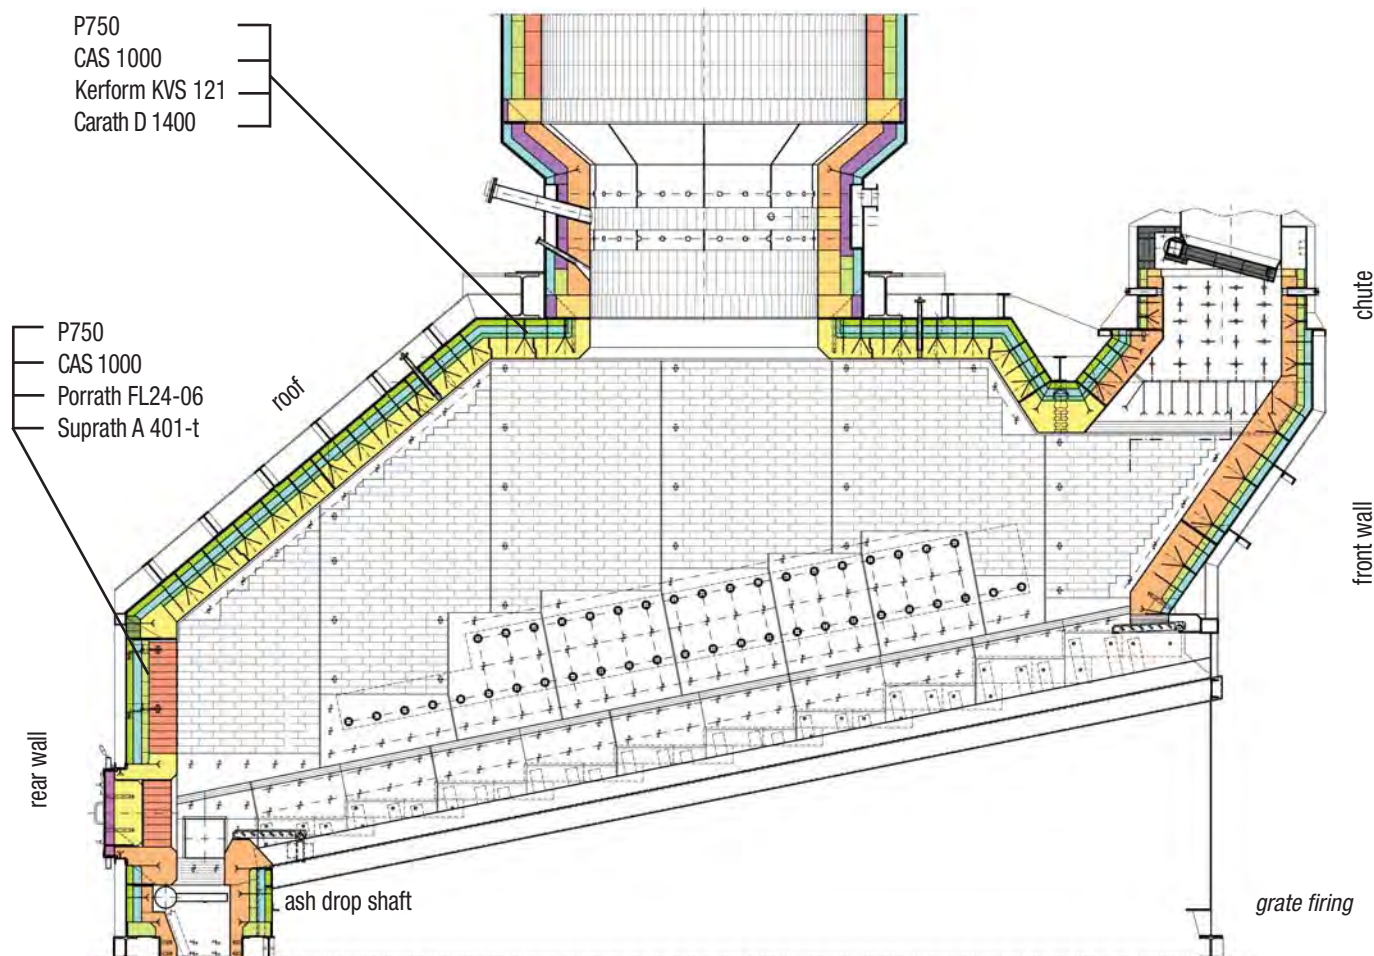 P750
CAS 1000
Kerform KVS 121
Carath D 1400
chute
P750
CAS 1000
Porrath FL24-06
Suprath A 401-t
roof
front wall
rear wall
ash drop shaft
grate firing